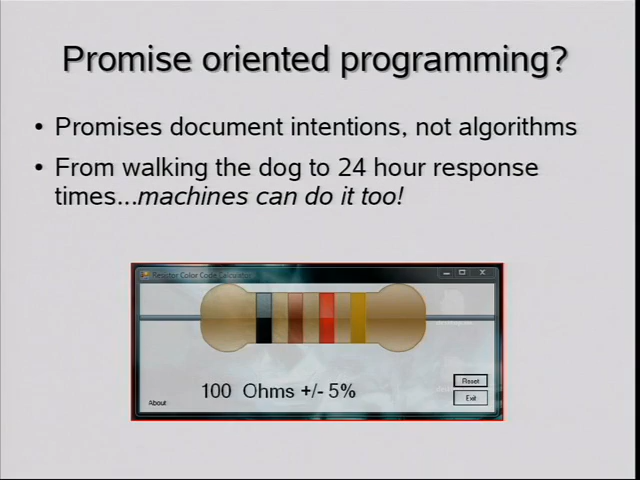 Promise oriented programming?
• Promises document intentions, not algorithms
• From walking the dog to 24 hour response
times...machines can do it too!
Resistor Color Code Calculator
100 Ohms +/- 5%
Reset
About
Exit